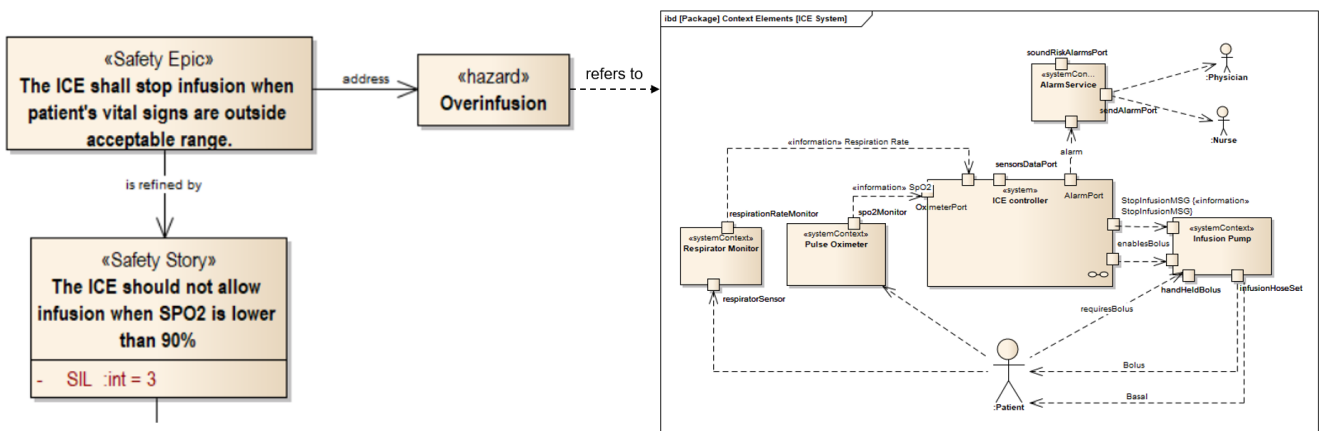 «Safety Epic»
The ICE shall stop infusion when
patient's vital signs are outside
acceptable range.
address
«hazard»
Overinfusion
refers to
is refined by
«Safety Story»
The ICE should not allow
infusion when SPO2 is lower
than 90%
- SIL :int = 3
ibd [Package] Context Elements [ICE System]
soundRiskAlarmsPort
«systemCon...
AlarmService
:Physician
sendAlarmPort
:Nurse
alarm
«information» Respiration Rate
sensorsDataPort
«information» SpO2
«system»
ICE controller
AlarmPort
OximeterPort
StopInfusionMSG {«information»
StopInfusionMSG}
respirationRateMonitor
spo2Monitor
«systemContext»
Respirator Monitor
«systemContext»
Pulse Oximeter
«systemContext»
Infusion Pump
enablesBolus
respiratorSensor
handHeldBolus
infusionHoseSet
requiresBolus
Bolus
Basal
:Patient